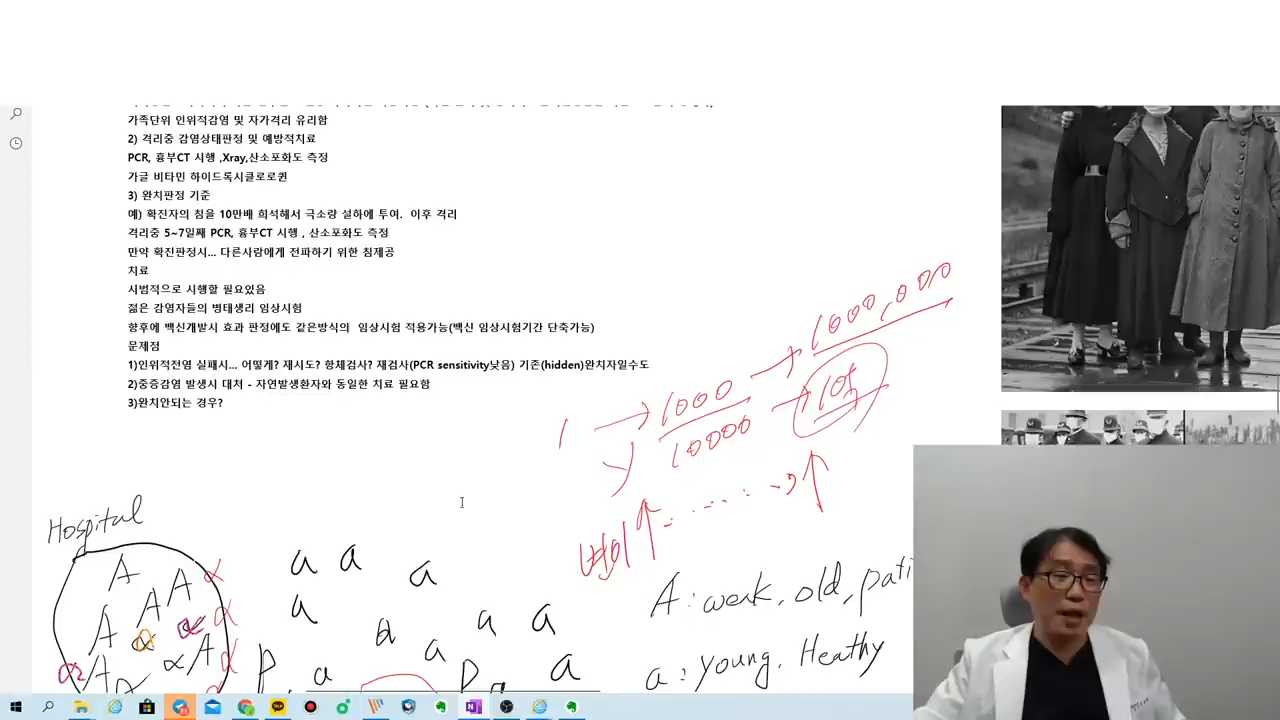 가족단위 인위적감염 및 자가격리 유리함
2) 격리중 감염상태판정 및 예방적치료
PCR, 흉부CT 시행 ,Xray,산소포화도 측정
가글 비타민 하이드록시클로로퀸
3) 완치판정 기준
예) 확진자의 침을 10만배 희석해서 극소량 설하에 투여. 이후 격리
격리중 5~7일째 PCR, 흉부CT 시행 , 산소포화도 측정
만약 확진판정시... 다른사람에게 전파하기 위한 침제공
치료
시범적으로 시행할 필요있음
젊은 감염자들의 병태생리 임상시험
향후에 백신개발시 효과 판정에도 같은방식의 임상시험 적용가능(백신 임상시험기간 단축가능)
문제점
1)인위적전염 실패시... 어떻게? 재시도? 항체검사? 재검사(PCR sensitivity낮음) 기존(hidden)완치자일수도
2)중증감염 발생시 대처 - 자연발생환자와 동일한 치료 필요함
3)완치안되는 경우?
1000,000
1 → 1000 →
10000 → 10억
변이 ↑ ↑
Hospital
A a a a
A A α a
A α α α a a a a
α2 A α A α P a P a
A : weak, old, pati
a : young, Heathy